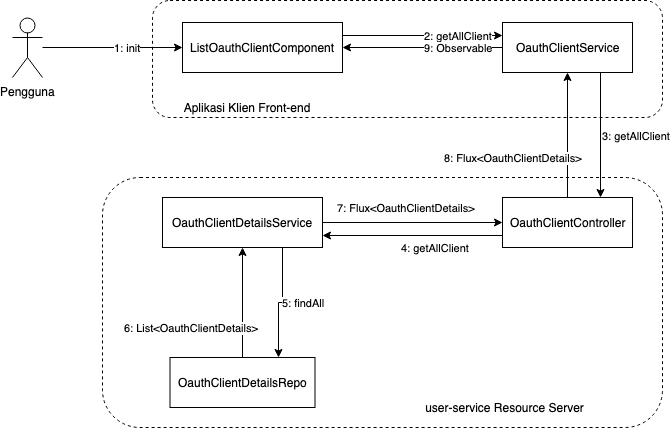 Pengguna
1: init
ListOauthClientComponent
2: getAllClient
9: Observable
OauthClientService
Aplikasi Klien Front-end
3: getAllClient
8: Flux<OauthClientDetails>
OauthClientDetailsService
7: Flux<OauthClientDetails>
4: getAllClient
OauthClientController
5: findAll
6: List<OauthClientDetails>
OauthClientDetailsRepo
user-service Resource Server